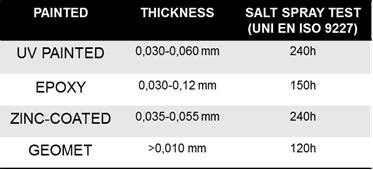 PAINTED THICKNESS SALT SPRAY TEST
(UNI EN ISO 9227)
UV PAINTED 0,030-0,060 mm 240h
EPOXY 0,030-0,12 mm 150h
ZINC-COATED 0,035-0,055 mm 240h
GEOMET >0,010 mm 120h